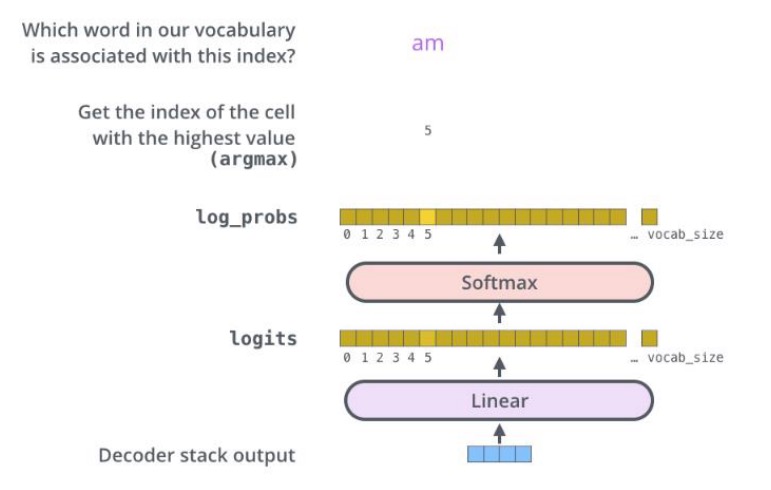 Which word in our vocabulary
is associated with this index?
am
Get the index of the cell
with the highest value
(argmax)
5
log_probs
0 1 2 3 4 5 … vocab_size
Softmax
logits
0 1 2 3 4 5 … vocab_size
Linear
Decoder stack output